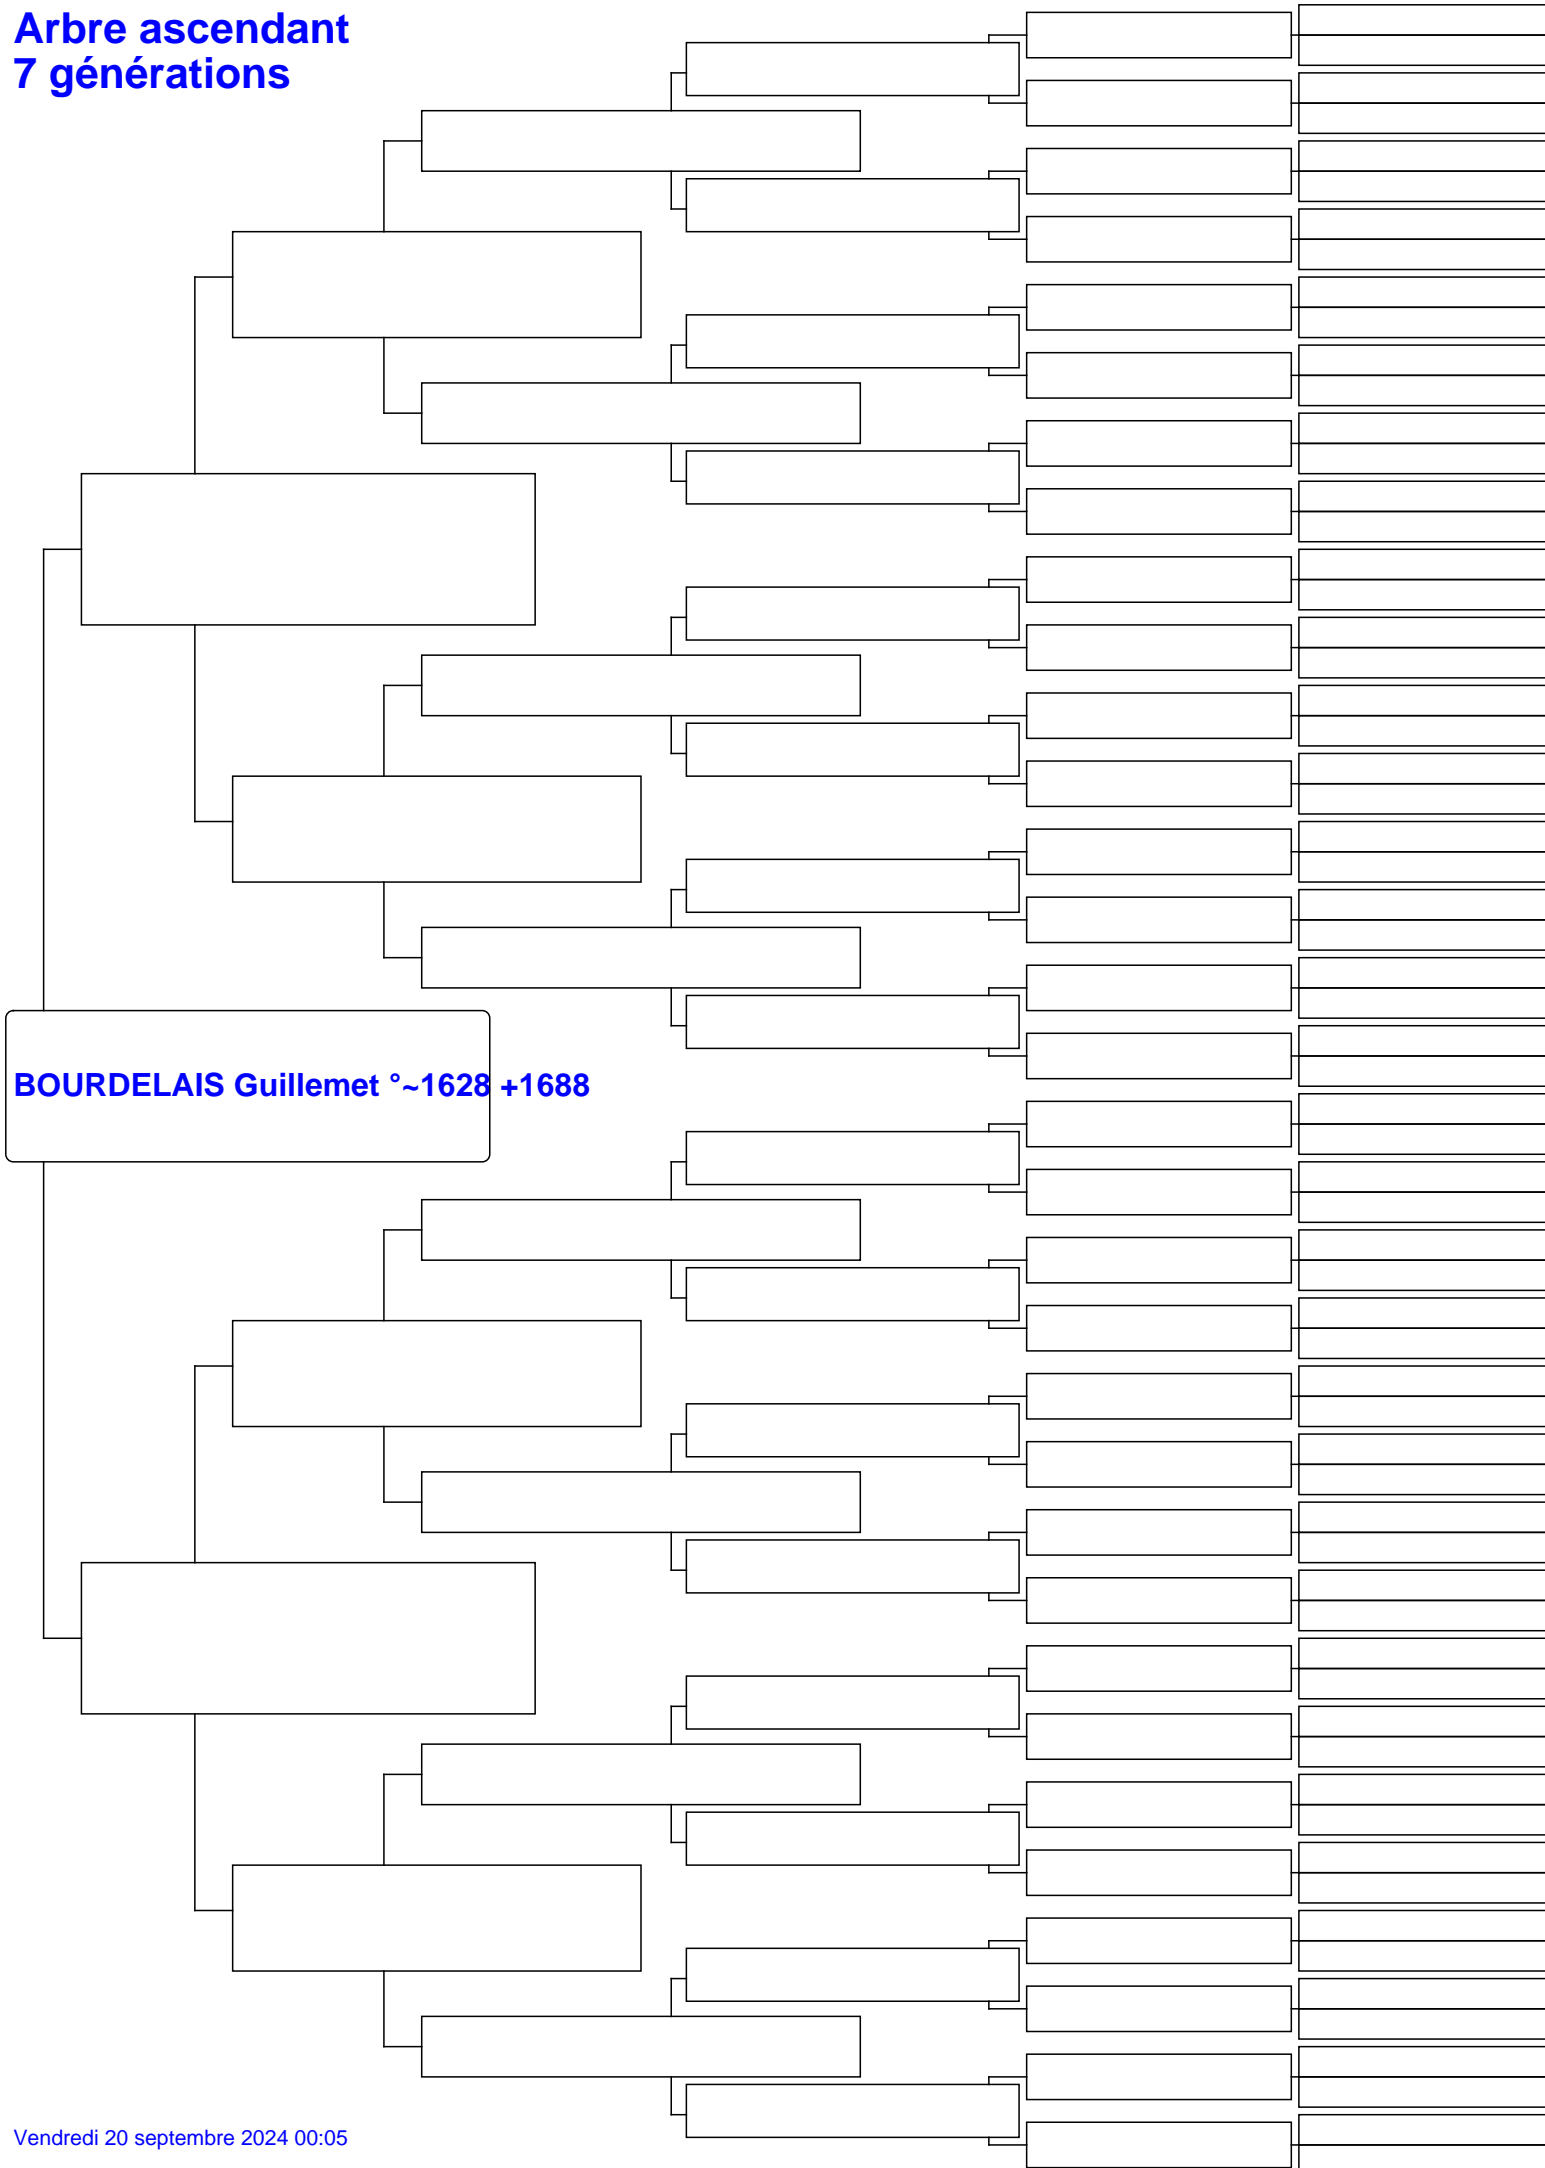 Arbre ascendant
7 générations
BOURDELAIS Guillemet °~1628 +1688
Vendredi 20 septembre 2024 00:05